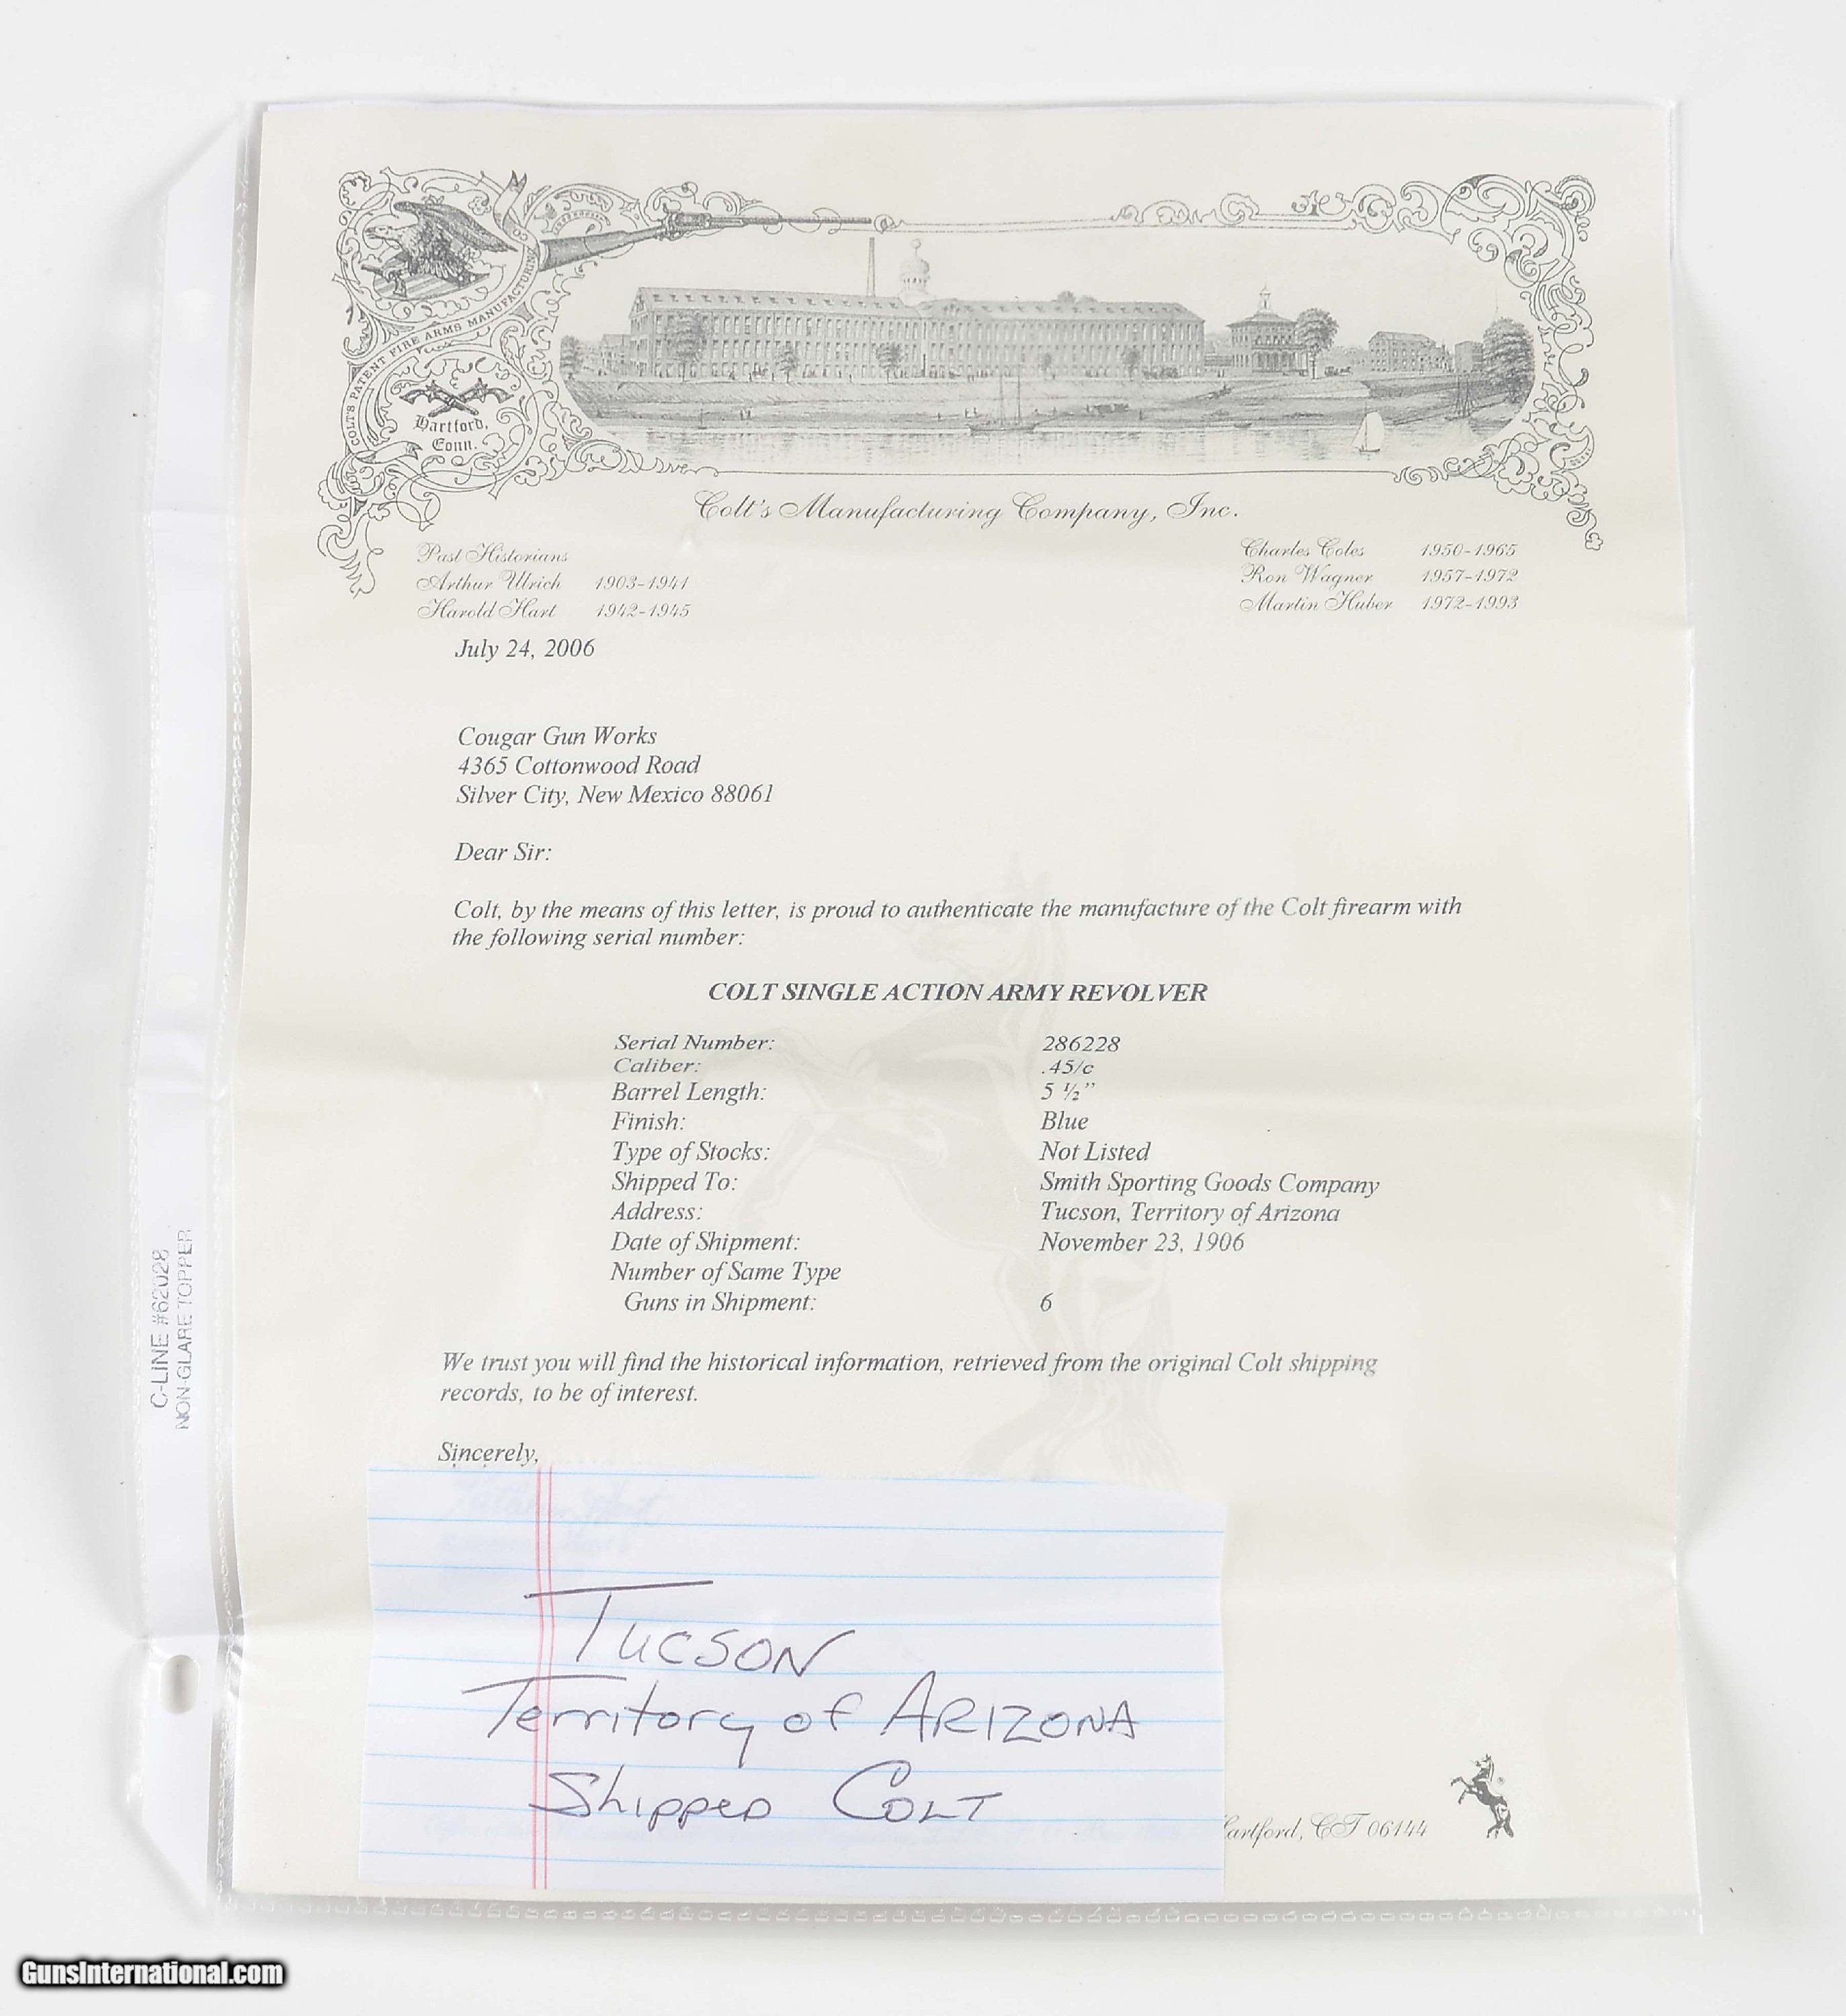 COLT'S PATENT FIRE ARMS MANUFACTURING
Hartford,
Conn.
Colt's Manufacturing Company, Inc.
Past Historians
Arthur Ulrich 1903-1941
Harold Hart 1942-1945
Charles Coles 1950-1965
Ron Wagner 1957-1972
Martin Huber 1972-1993
July 24, 2006
Cougar Gun Works
4365 Cottonwood Road
Silver City, New Mexico 88061
Dear Sir:
Colt, by the means of this letter, is proud to authenticate the manufacture of the Colt firearm with
the following serial number:
COLT SINGLE ACTION ARMY REVOLVER
Serial Number: 286228
Caliber: .45/c
Barrel Length: 5 ½"
Finish: Blue
Type of Stocks: Not Listed
Shipped To: Smith Sporting Goods Company
Address: Tucson, Territory of Arizona
Date of Shipment: November 23, 1906
Number of Same Type
Guns in Shipment: 6
We trust you will find the historical information, retrieved from the original Colt shipping
records, to be of interest.
Sincerely,
TUCSON
Territory of ARIZONA
Shipped COLT
Hartford, CT 06144
C-LINE #62028
NON-GLARE TOPPER
GunsInternational.com